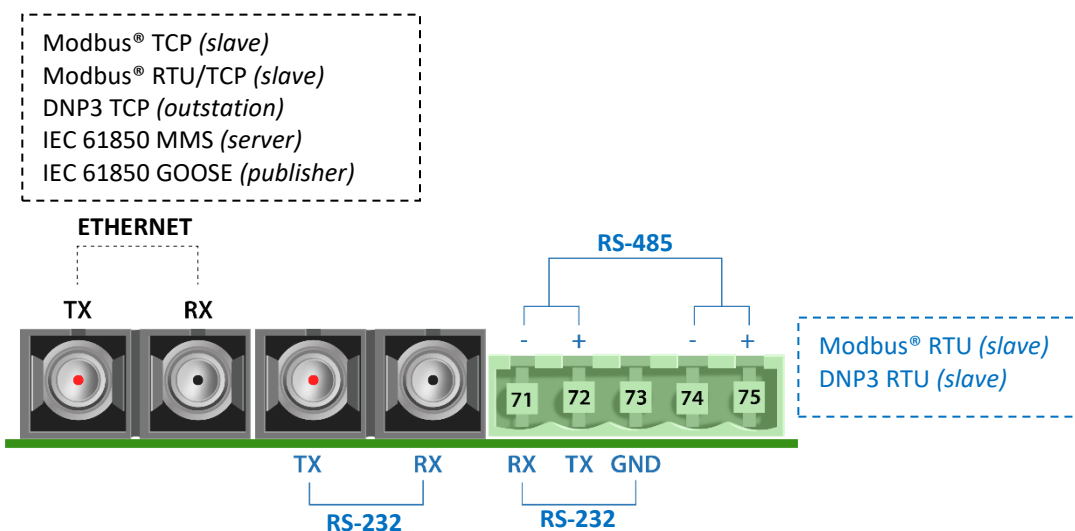 Modbus® TCP (slave)
Modbus® RTU/TCP (slave)
DNP3 TCP (outstation)
IEC 61850 MMS (server)
IEC 61850 GOOSE (publisher)
ETHERNET
TX RX
RS-485
- + - +
71 72 73 74 75
Modbus® RTU (slave)
DNP3 RTU (slave)
TX RX RX TX GND
RS-232 RS-232